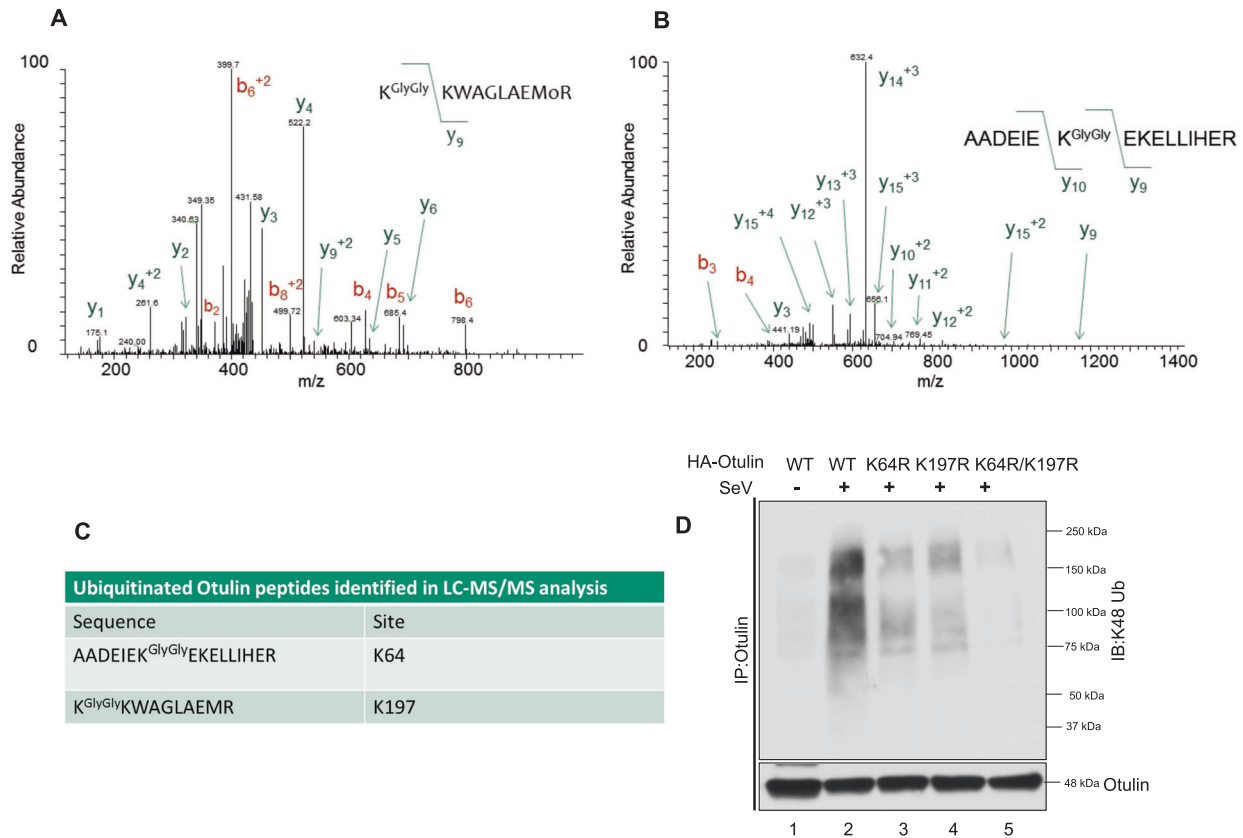 A
100
Relative Abundance
0
399.7
b6+2
y4
522.2
KGlyGly KWAGLAEMoR
y9
349.35
340.63
431.58
y3
y6
y2
y4+2
261.6
y9+2
y5
y1
175.1
240.00
b2
b8+2
499.72
b4
603.34
b5
685.4
b6
798.4
200 400 600 800
m/z
B
100
Relative Abundance
0
632.4
y14+3
AADEIE KGlyGly EKELLIHER
y10 y9
y13+3
y15+3
y15+4
y12+3
y10+2
y15+2
y9
b3
b4
y3
y11+2
y12+2
656.1
441.19
704.94
769.45
200 400 600 800 1000 1200 1400
m/z
C
Ubiquitinated Otulin peptides identified in LC-MS/MS analysis
Sequence Site
AADEIEKGlyGlyEKELLIHER K64
KGlyGlyKWAGLAEMR K197
D
HA-Otulin WT WT K64R K197R K64R/K197R
SeV - + + + +
IP:Otulin
250 kDa
150 kDa
100 kDa
75 kDa
50 kDa
37 kDa
IB:K48 Ub
48 kDa Otulin
1 2 3 4 5